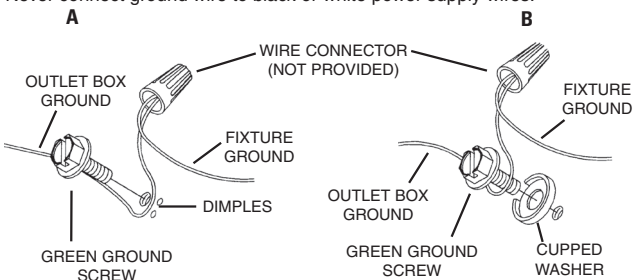 Never connect ground wire to black or white power supply wires.
A
B
WIRE CONNECTOR
(NOT PROVIDED)
OUTLET BOX
GROUND
FIXTURE
GROUND
DIMPLES
GREEN GROUND
SCREW
FIXTURE
GROUND
OUTLET BOX
GROUND
GREEN GROUND
SCREW
CUPPED
WASHER